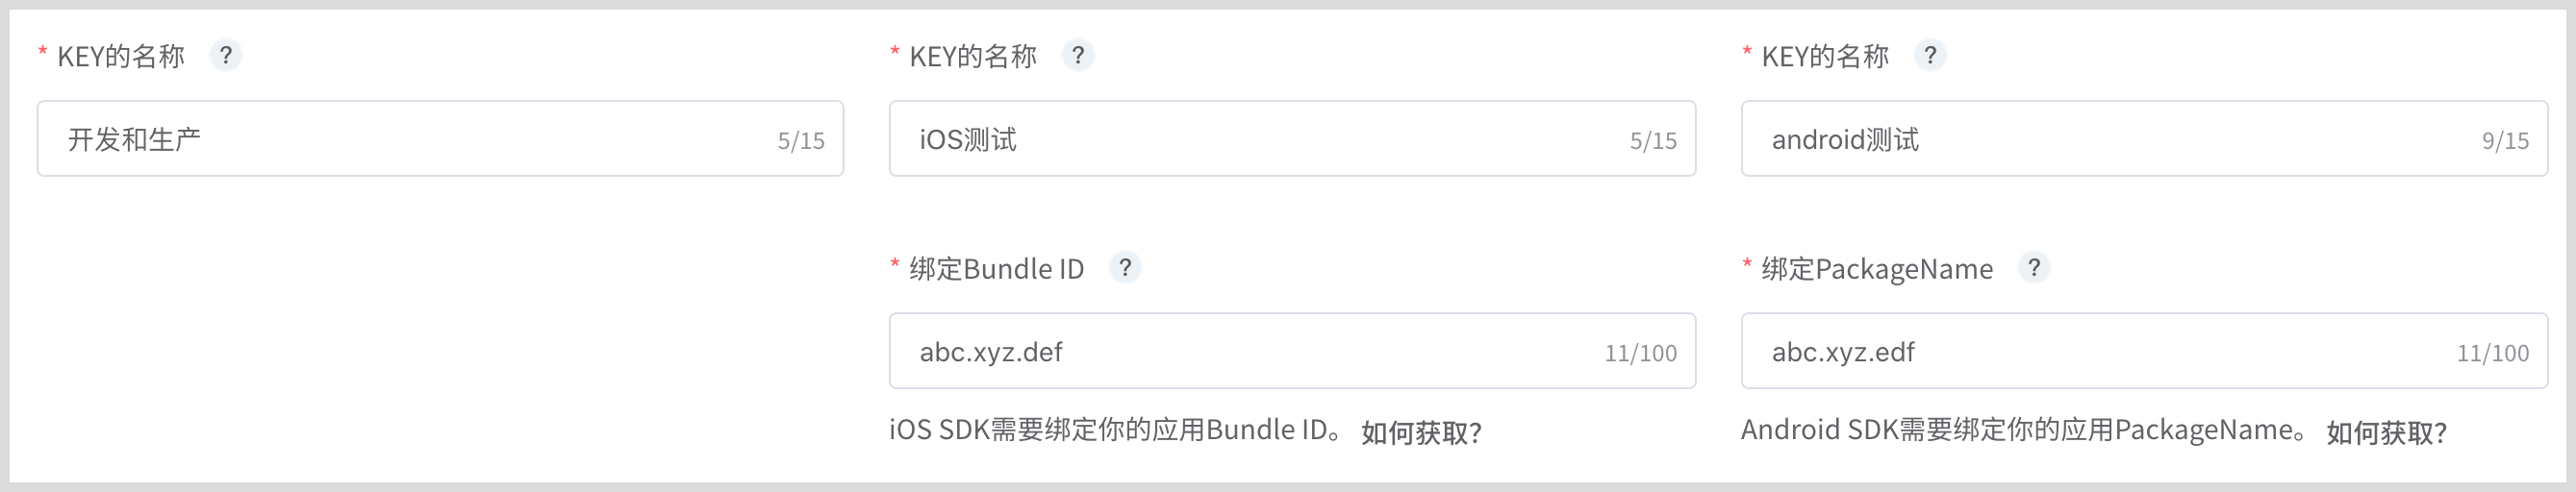 * KEY的名称 ?
开发和生产 5/15
* KEY的名称 ?
iOS测试 5/15
* 绑定Bundle ID ?
abc.xyz.def 11/100
iOS SDK需要绑定你的应用Bundle ID。 如何获取?
* KEY的名称 ?
android测试 9/15
* 绑定PackageName ?
abc.xyz.edf 11/100
Android SDK需要绑定你的应用PackageName。 如何获取?